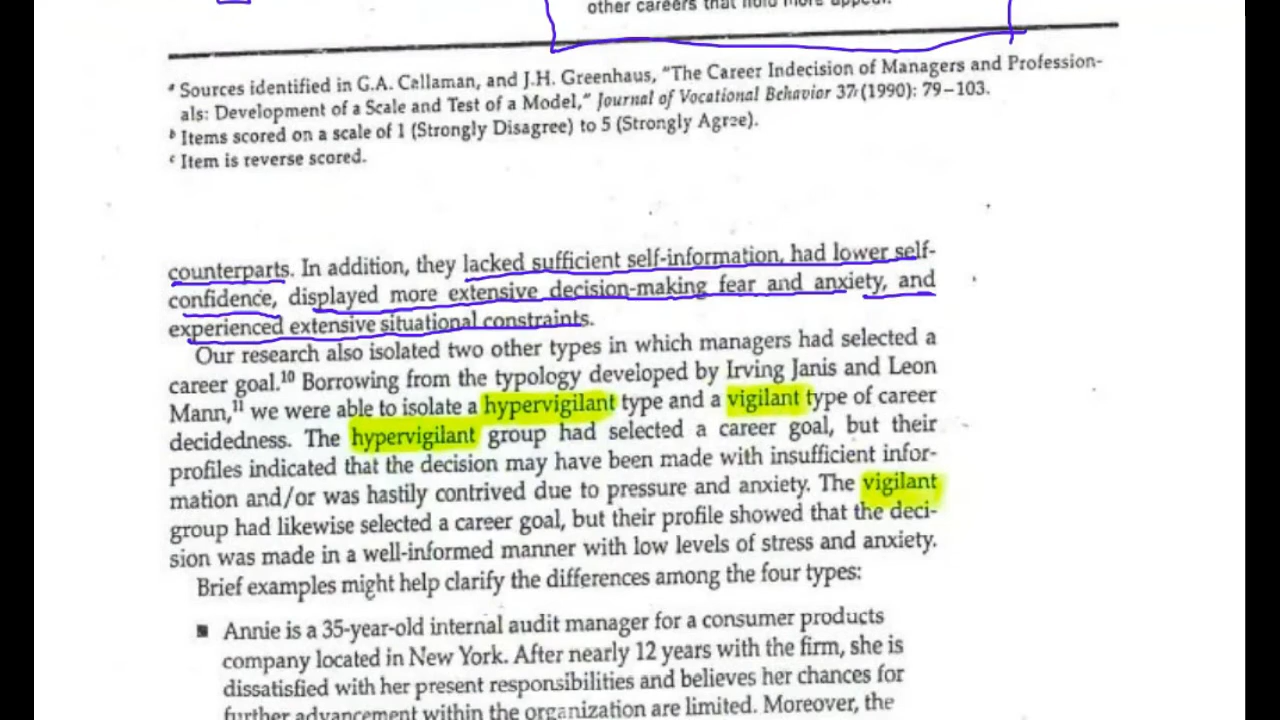 other careers that hold more appeal.
a Sources identified in G.A. Callaman, and J.H. Greenhaus, "The Career Indecision of Managers and Profession-
als: Development of a Scale and Test of a Model," Journal of Vocational Behavior 37 (1990): 79–103.
b Items scored on a scale of 1 (Strongly Disagree) to 5 (Strongly Agree).
c Item is reverse scored.
counterparts. In addition, they lacked sufficient self-information, had lower self-
confidence, displayed more extensive decision-making fear and anxiety, and
experienced extensive situational constraints.
Our research also isolated two other types in which managers had selected a
career goal.10 Borrowing from the typology developed by Irving Janis and Leon
Mann,11 we were able to isolate a hypervigilant type and a vigilant type of career
decidedness. The hypervigilant group had selected a career goal, but their
profiles indicated that the decision may have been made with insufficient infor-
mation and/or was hastily contrived due to pressure and anxiety. The vigilant
group had likewise selected a career goal, but their profile showed that the deci-
sion was made in a well-informed manner with low levels of stress and anxiety.
Brief examples might help clarify the differences among the four types:
■ Annie is a 35-year-old internal audit manager for a consumer products
company located in New York. After nearly 12 years with the firm, she is
dissatisfied with her present responsibilities and believes her chances for
further advancement within the organization are limited. Moreover, the